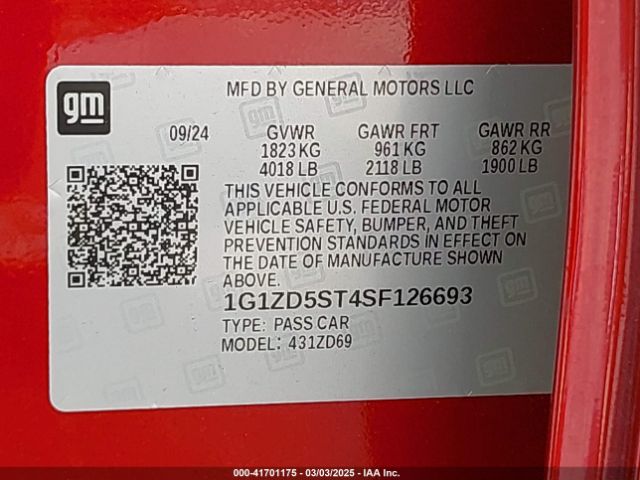 gm
MFD BY GENERAL MOTORS LLC
09/24 GVWR GAWR FRT GAWR RR
1823 KG 961 KG 862 KG
4018 LB 2118 LB 1900 LB
THIS VEHICLE CONFORMS TO ALL
APPLICABLE U.S. FEDERAL MOTOR
VEHICLE SAFETY, BUMPER, AND THEFT
PREVENTION STANDARDS IN EFFECT ON
THE DATE OF MANUFACTURE SHOWN
ABOVE.
1G1ZD5ST4SF126693
TYPE: PASS CAR
MODEL: 431ZD69
000-41701175 - 03/03/2025 - IAA Inc.